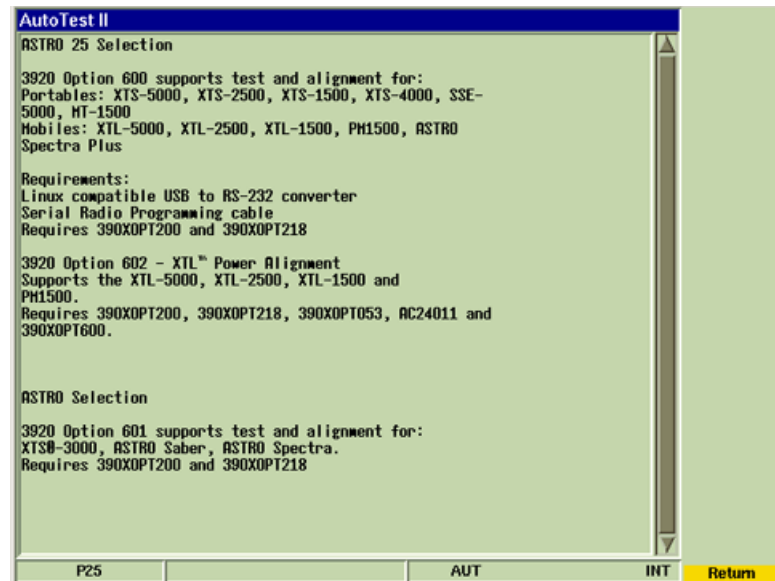 AutoTest II
ASTRO 25 Selection
3920 Option 600 supports test and alignment for:
Portables: XTS-5000, XTS-2500, XTS-1500, XTS-4000, SSE-
5000, MT-1500
Mobiles: XTL-5000, XTL-2500, XTL-1500, PM1500, ASTRO
Spectra Plus
Requirements:
Linux compatible USB to RS-232 converter
Serial Radio Programming cable
Requires 390XOPT200 and 390XOPT218
3920 Option 602 - XTL™ Power Alignment
Supports the XTL-5000, XTL-2500, XTL-1500 and
PM1500.
Requires 390XOPT200, 390XOPT218, 390XOPT053, AC24011 and
390XOPT600.
ASTRO Selection
3920 Option 601 supports test and alignment for:
XTS®-3000, ASTRO Saber, ASTRO Spectra.
Requires 390XOPT200 and 390XOPT218
P25 AUT INT Return